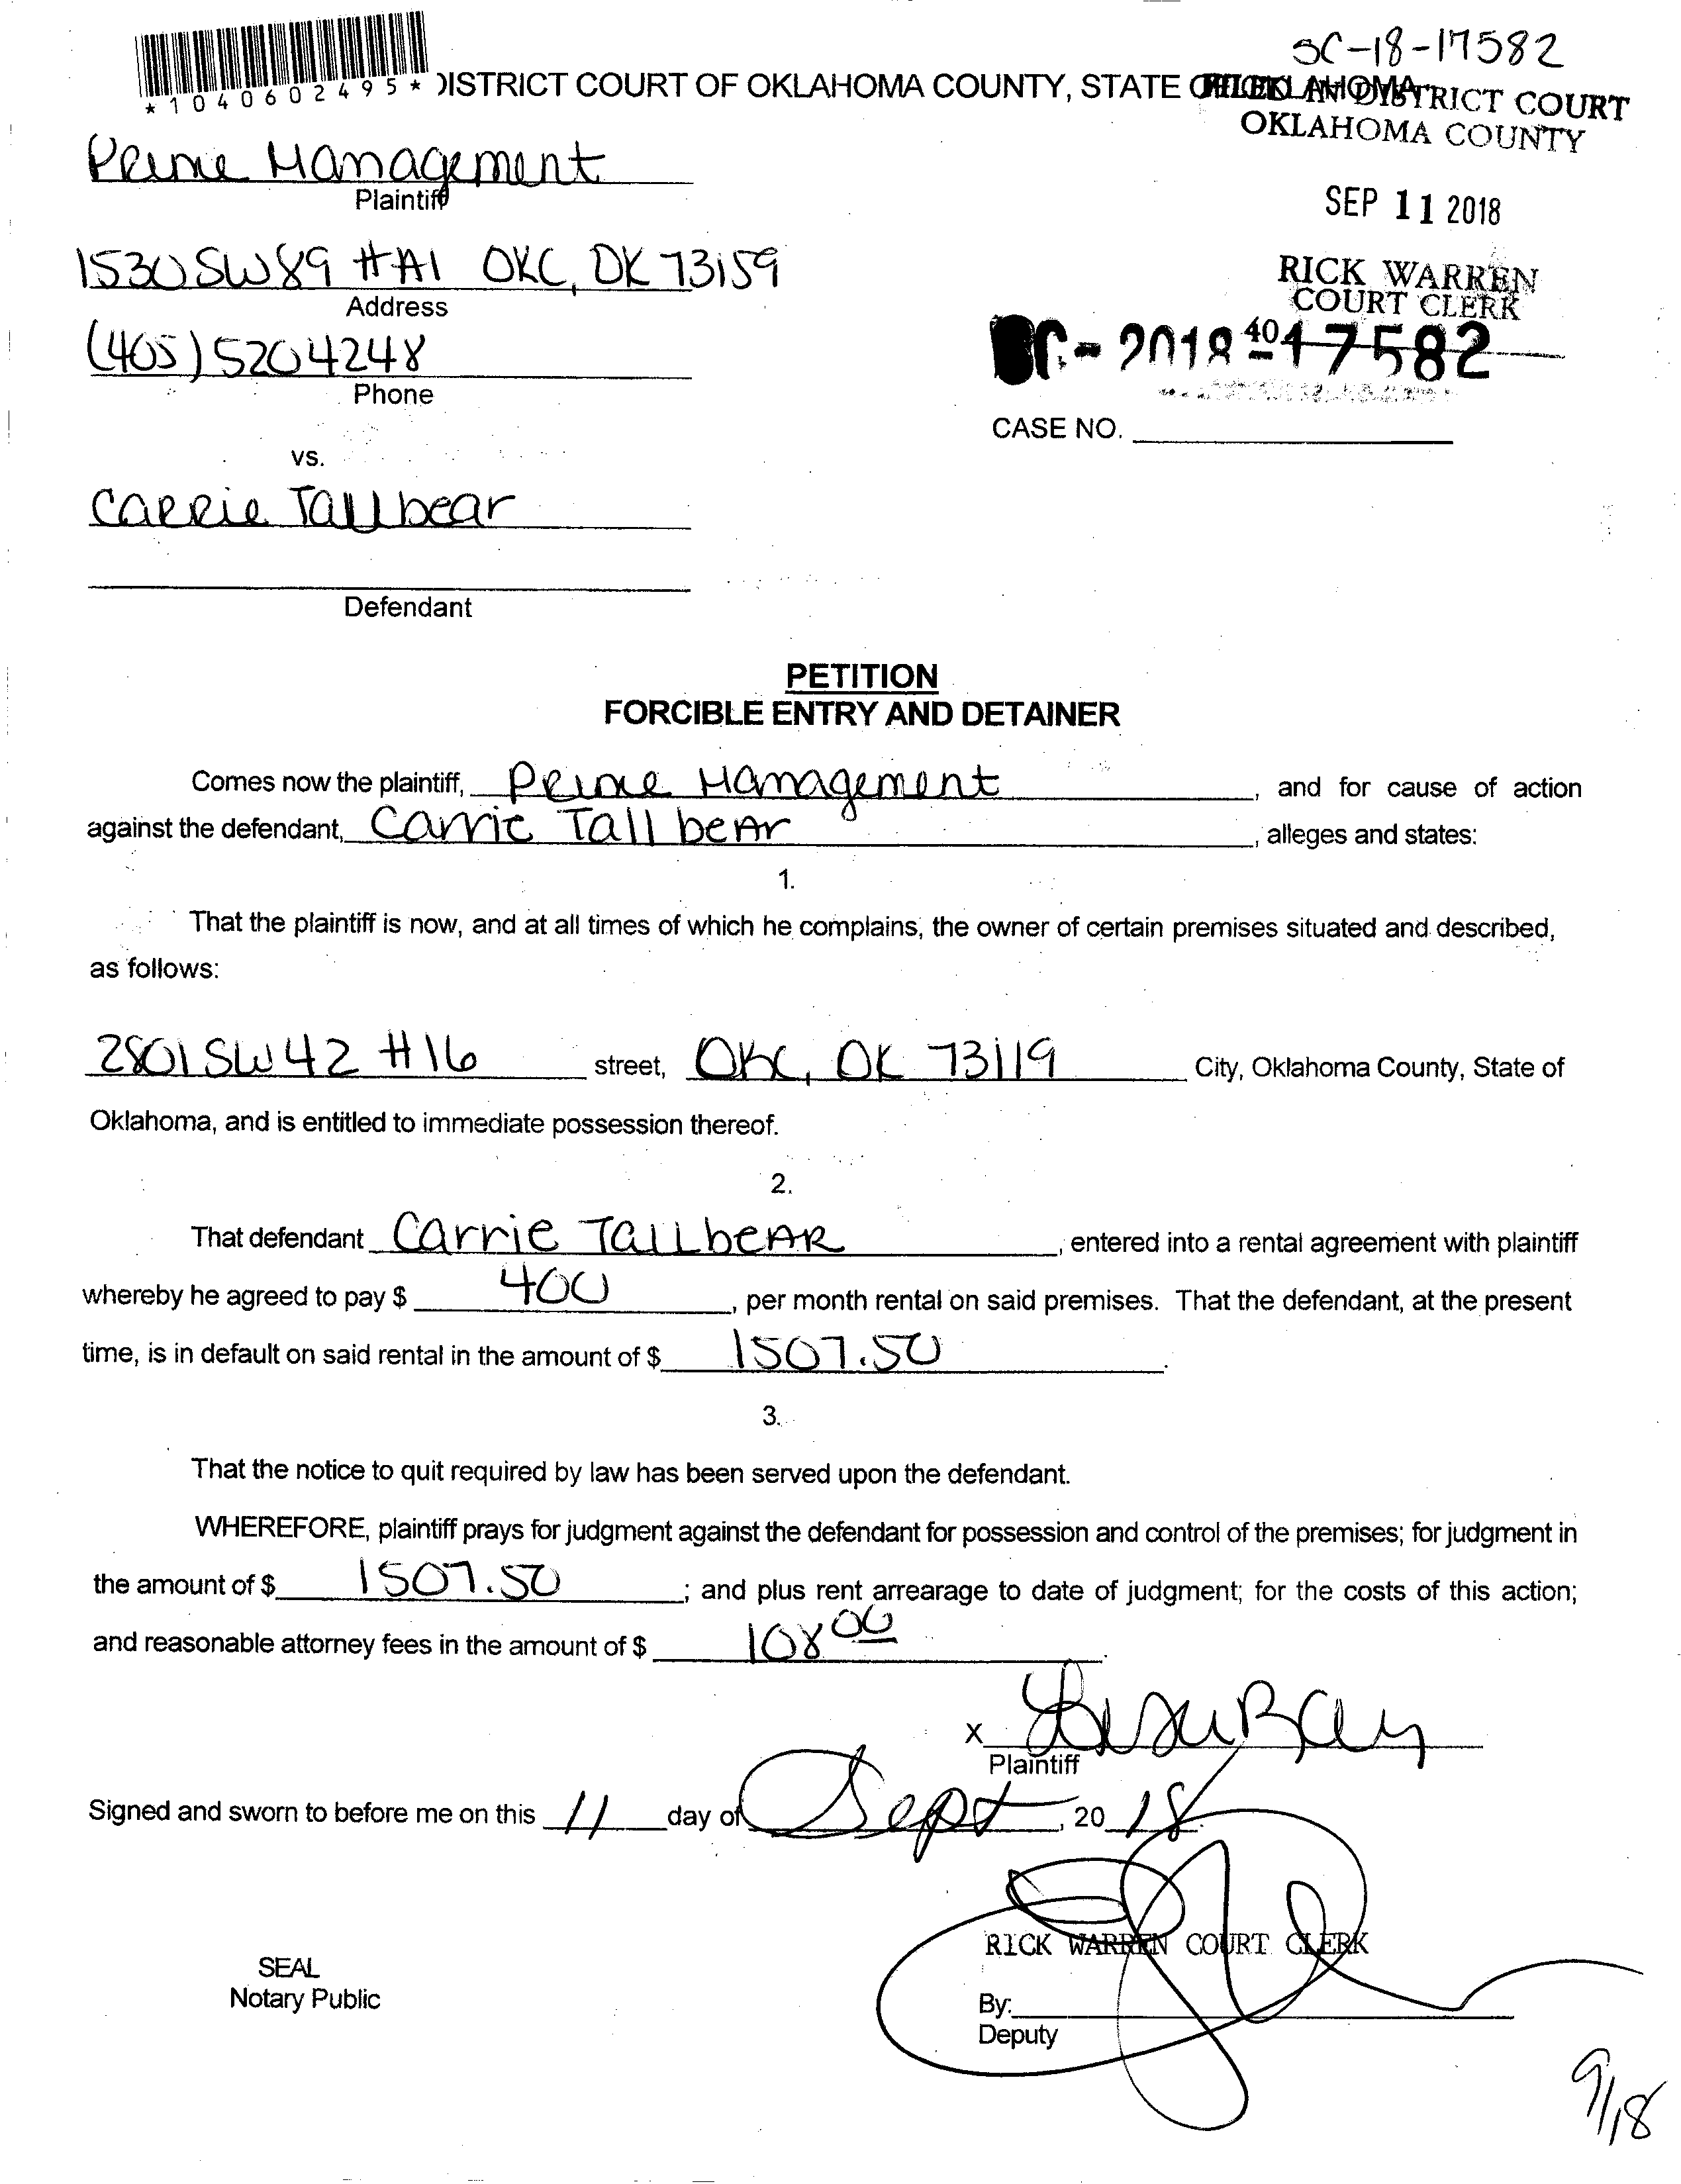 SC-18-17582
*1040602495*
DISTRICT COURT OF OKLAHOMA COUNTY, STATE OF OKLAHOMA
FILED IN DISTRICT COURT
OKLAHOMA COUNTY
Prime Management
Plaintiff
SEP 11 2018
1530 SW 89 #A1 OKC, OK 73159
Address
RICK WARREN
COURT CLERK
(405) 5204248
Phone
SC-2018-17582
40
CASE NO.
vs.
Carrie Tallbear
Defendant
PETITION
FORCIBLE ENTRY AND DETAINER
Comes now the plaintiff, Prime Management, and for cause of action
against the defendant, Carrie Tallbear, alleges and states:
1.
That the plaintiff is now, and at all times of which he complains, the owner of certain premises situated and described,
as follows:
2801 SW 42 #16 street, OKC, OK 73119 City, Oklahoma County, State of
Oklahoma, and is entitled to immediate possession thereof.
2.
That defendant Carrie Tallbear, entered into a rental agreement with plaintiff
whereby he agreed to pay $ 400, per month rental on said premises. That the defendant, at the present
time, is in default on said rental in the amount of $ 1507.50.
3.
That the notice to quit required by law has been served upon the defendant.
WHEREFORE, plaintiff prays for judgment against the defendant for possession and control of the premises; for judgment in
the amount of $ 1507.50; and plus rent arrearage to date of judgment; for the costs of this action;
and reasonable attorney fees in the amount of $ 108 00.
X
Plaintiff
Signed and sworn to before me on this 11 day of Sept, 20 18.
RICK WARREN COURT CLERK
SEAL
Notary Public
By:
Deputy
9/18